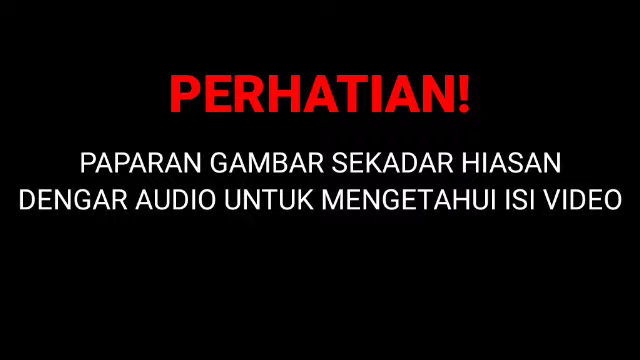 PERHATIAN!
PAPARAN GAMBAR SEKADAR HIASAN
DENGAR AUDIO UNTUK MENGETAHUI ISI VIDEO